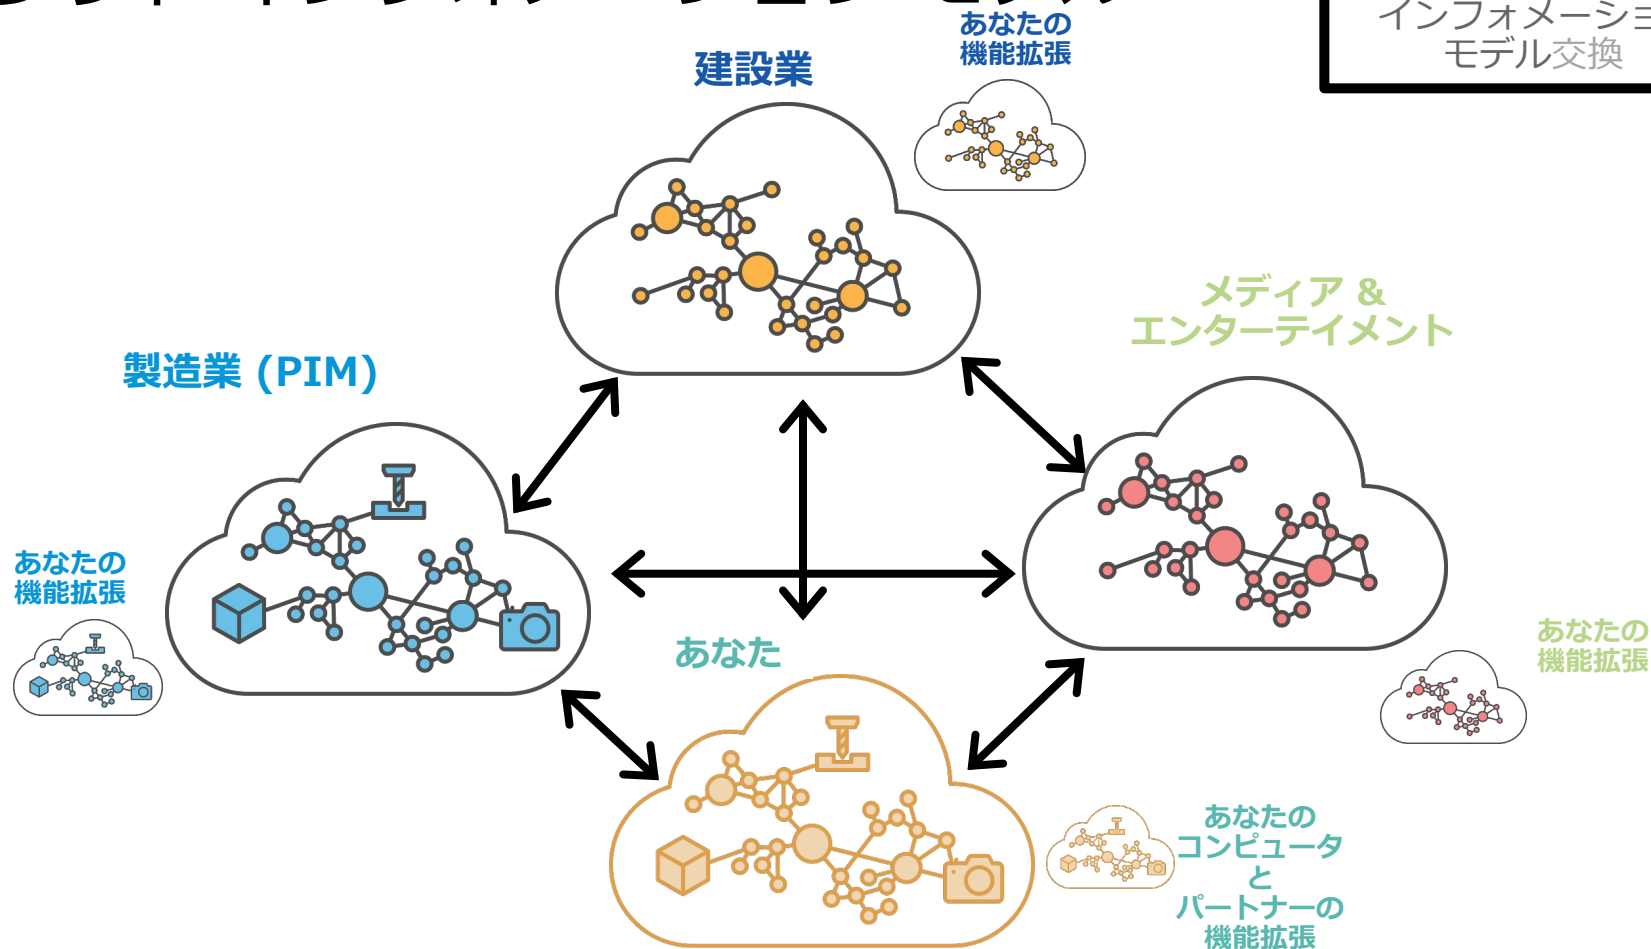 インフォメーショ
モデル交換
あなたの
機能拡張
建設業
メディア &
エンターテイメント
製造業 (PIM)
あなたの
機能拡張
あなた
あなたの
機能拡張
あなたの
コンピュータ
と
パートナーの
機能拡張